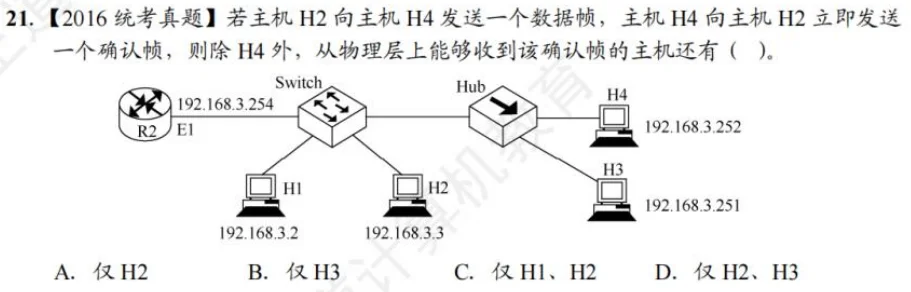 21.【2016 统考真题】若主机 H2 向主机 H4 发送一个数据帧，主机 H4 向主机 H2 立即发送
一个确认帧，则除 H4 外，从物理层上能够收到该确认帧的主机还有（ ）。
Switch
Hub
H4
192.168.3.254
R2 E1
192.168.3.252
H3
H1
H2
192.168.3.251
192.168.3.2
192.168.3.3
A. 仅 H2 B. 仅 H3 C. 仅 H1、H2 D. 仅 H2、H3
计算机教育